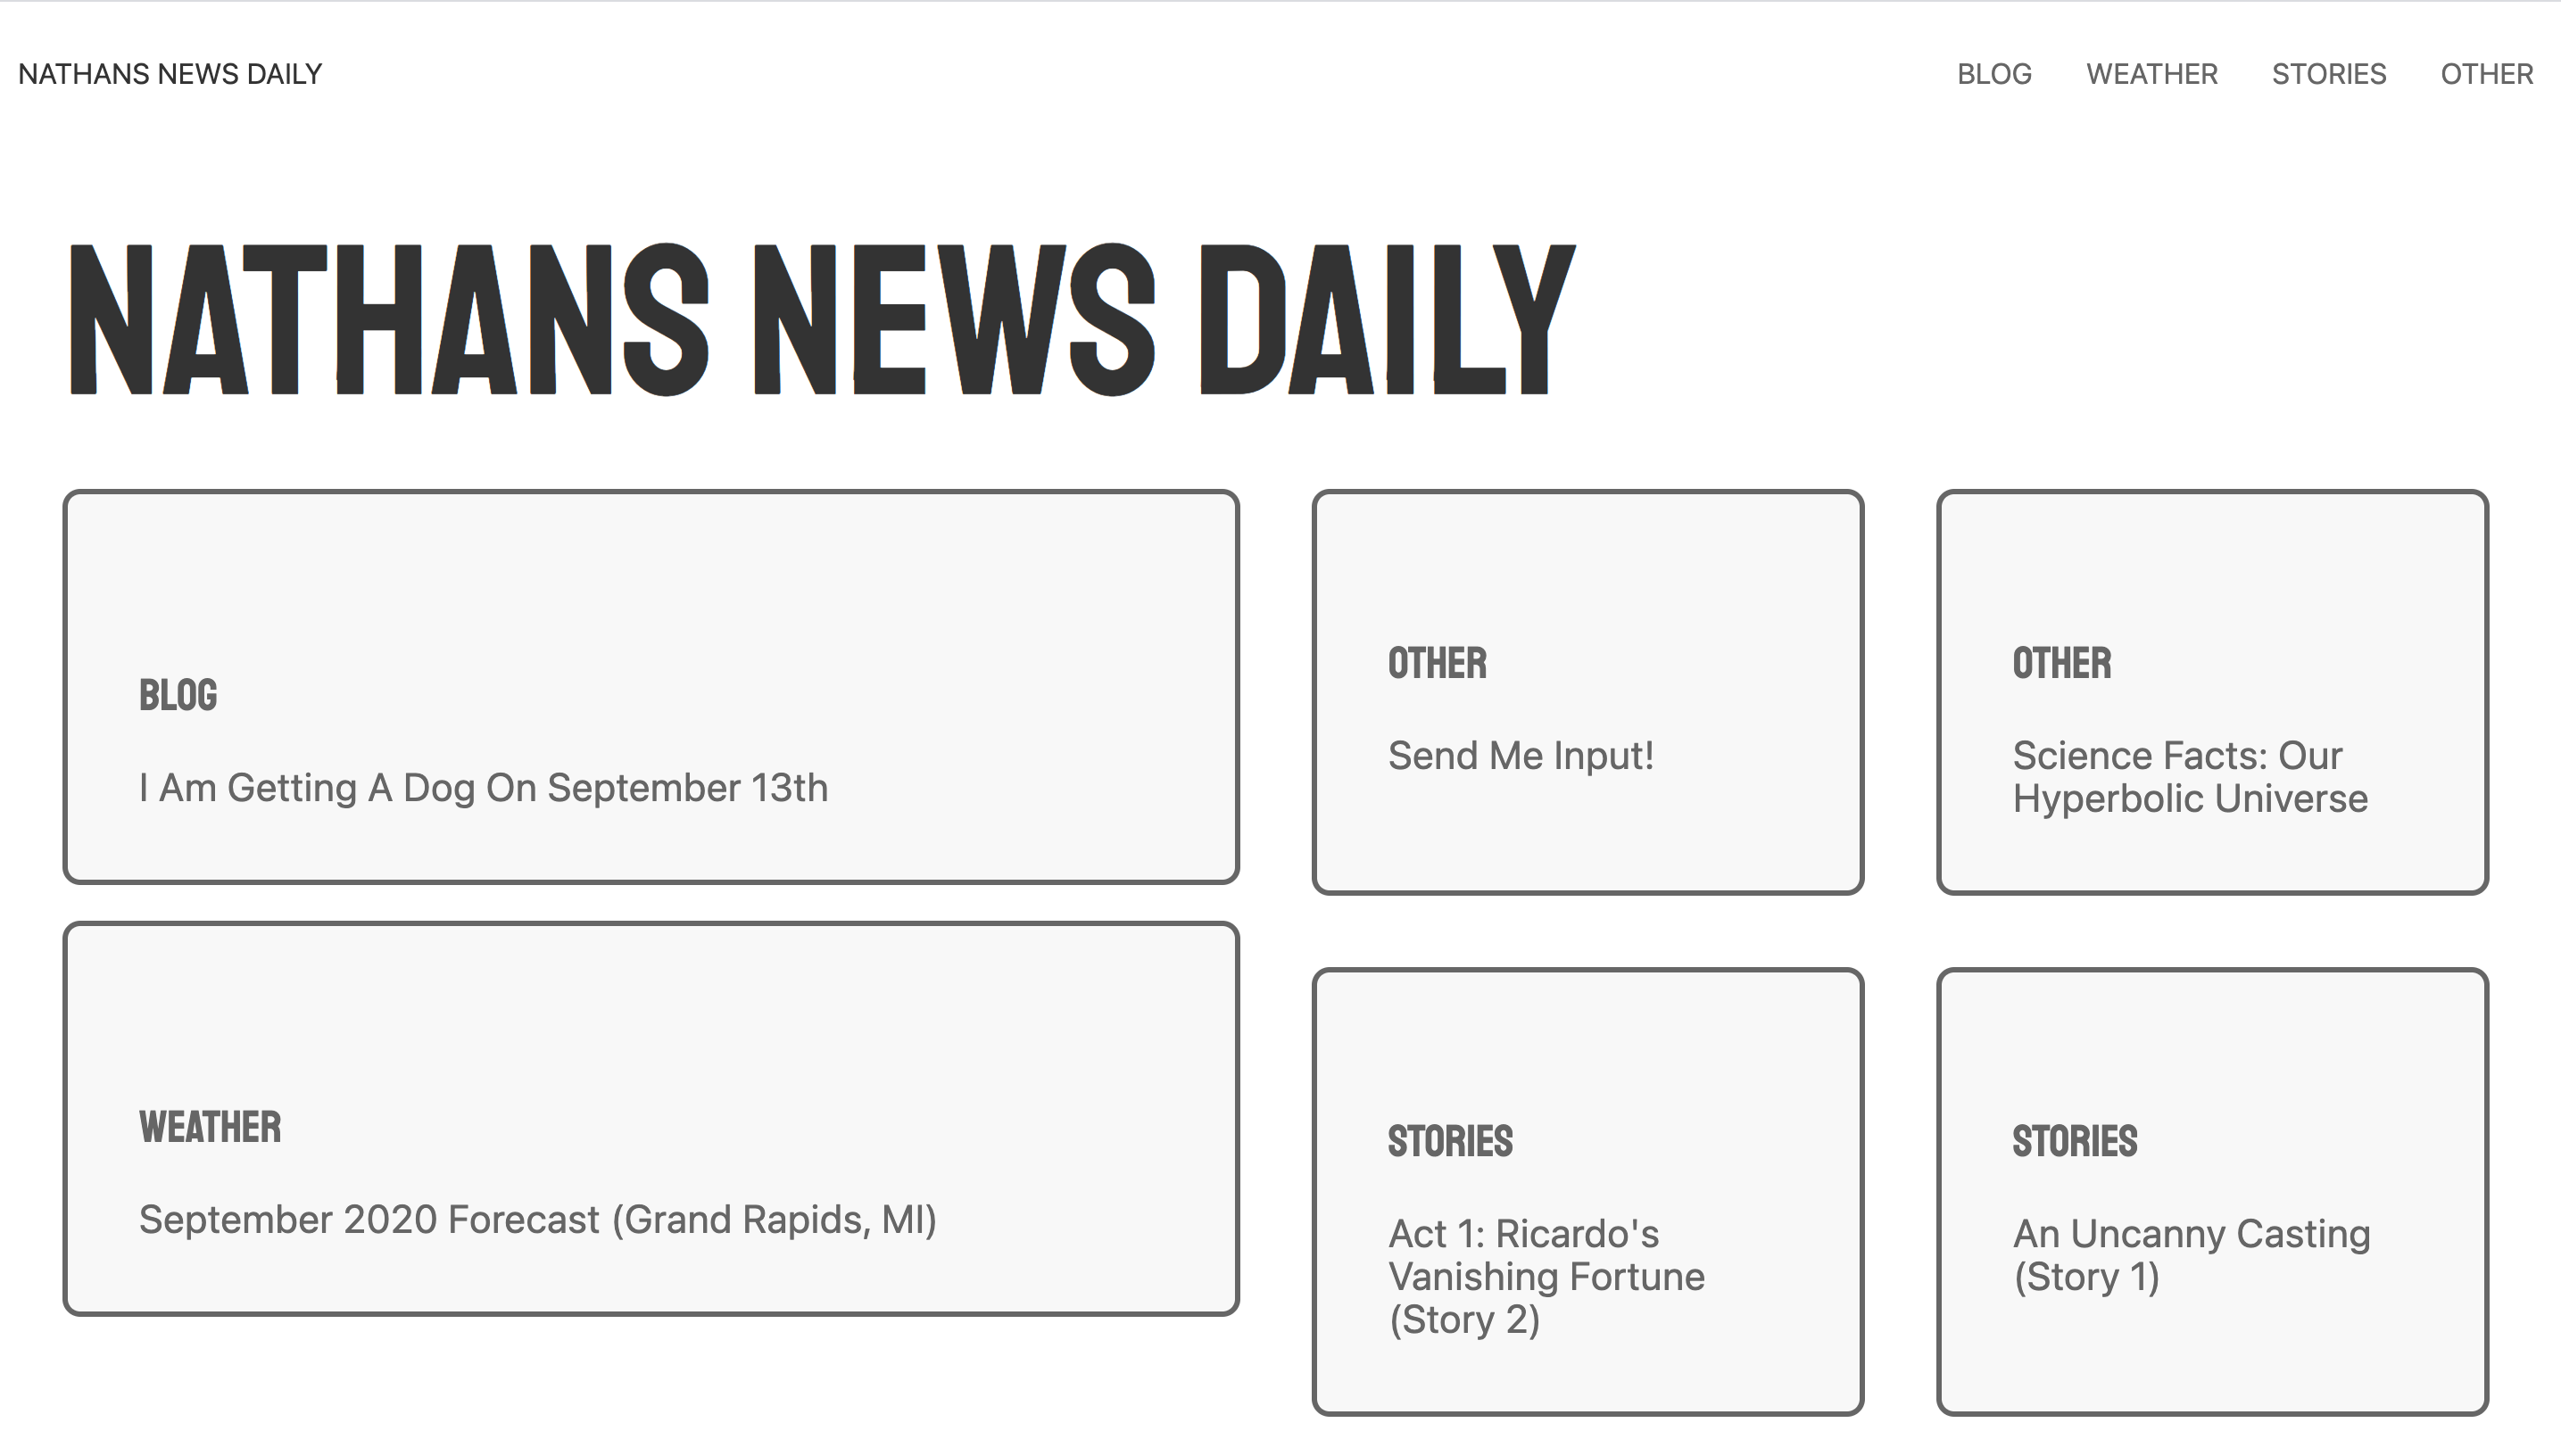 NATHANS NEWS DAILY
BLOG WEATHER STORIES OTHER
NATHANS NEWS DAILY
BLOG
I Am Getting A Dog On September 13th
OTHER
Send Me Input!
OTHER
Science Facts: Our
Hyperbolic Universe
WEATHER
September 2020 Forecast (Grand Rapids, MI)
STORIES
Act 1: Ricardo's
Vanishing Fortune
(Story 2)
STORIES
An Uncanny Casting
(Story 1)